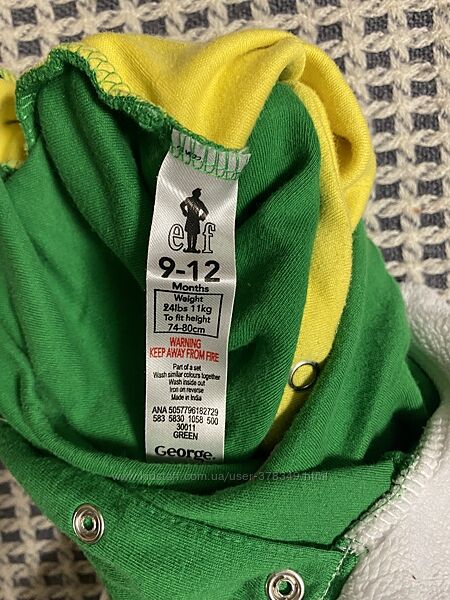 elf
9-12
Months
Weight
24lbs 11kg
To fit height
74-80cm
WARNING
KEEP AWAY FROM FIRE
Part of a set
Wash similar colours together
Wash inside out
Iron on reverse
Made in India
ANA 5057796182729
583 5830 1058 500
30011
GREEN
George.